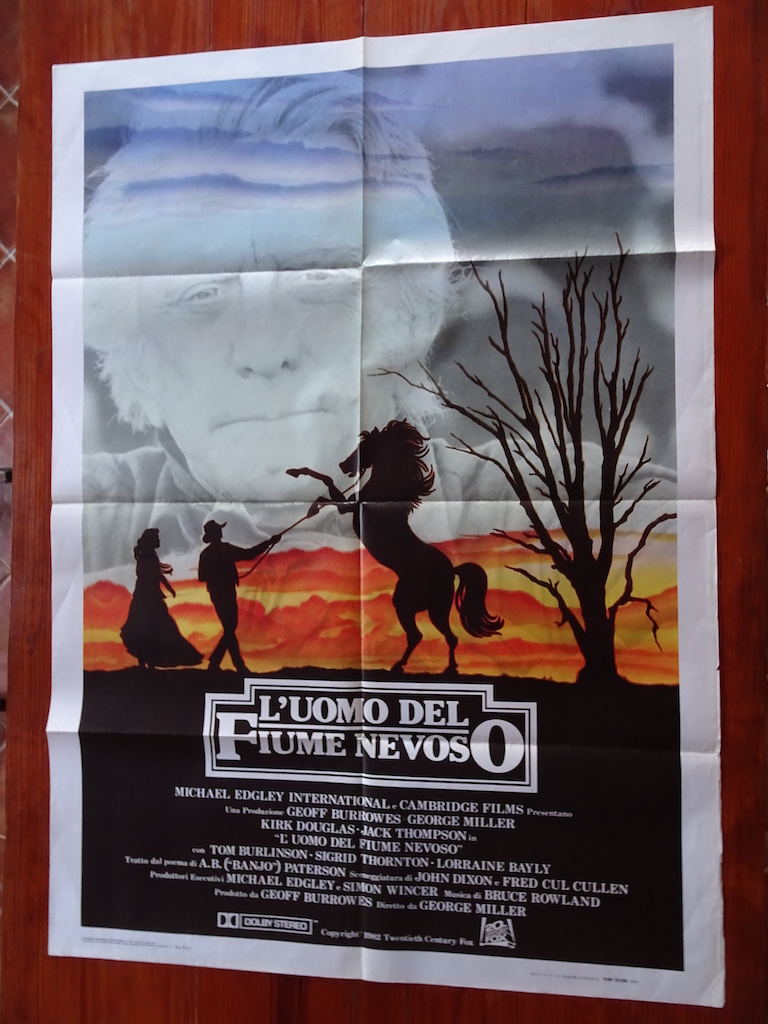 L'UOMO DEL
FIUME NEVOSO
MICHAEL EDGLEY INTERNATIONAL e CAMBRIDGE FILMS Presentano
Una Produzione GEOFF BURROWES - GEORGE MILLER
KIRK DOUGLAS - JACK THOMPSON in
"L'UOMO DEL FIUME NEVOSO"
con TOM BURLINSON - SIGRID THORNTON - LORRAINE BAYLY
Tratto dal poema di A.B. ("BANJO") PATERSON Sceneggiatura di JOHN DIXON e FRED CUL CULLEN
Produttori Esecutivi MICHAEL EDGLEY e SIMON WINCER Musica di BRUCE ROWLAND
Prodotto da GEOFF BURROWES Diretto da GEORGE MILLER
DOLBY STEREO TM Copyright 1982 Twentieth Century Fox